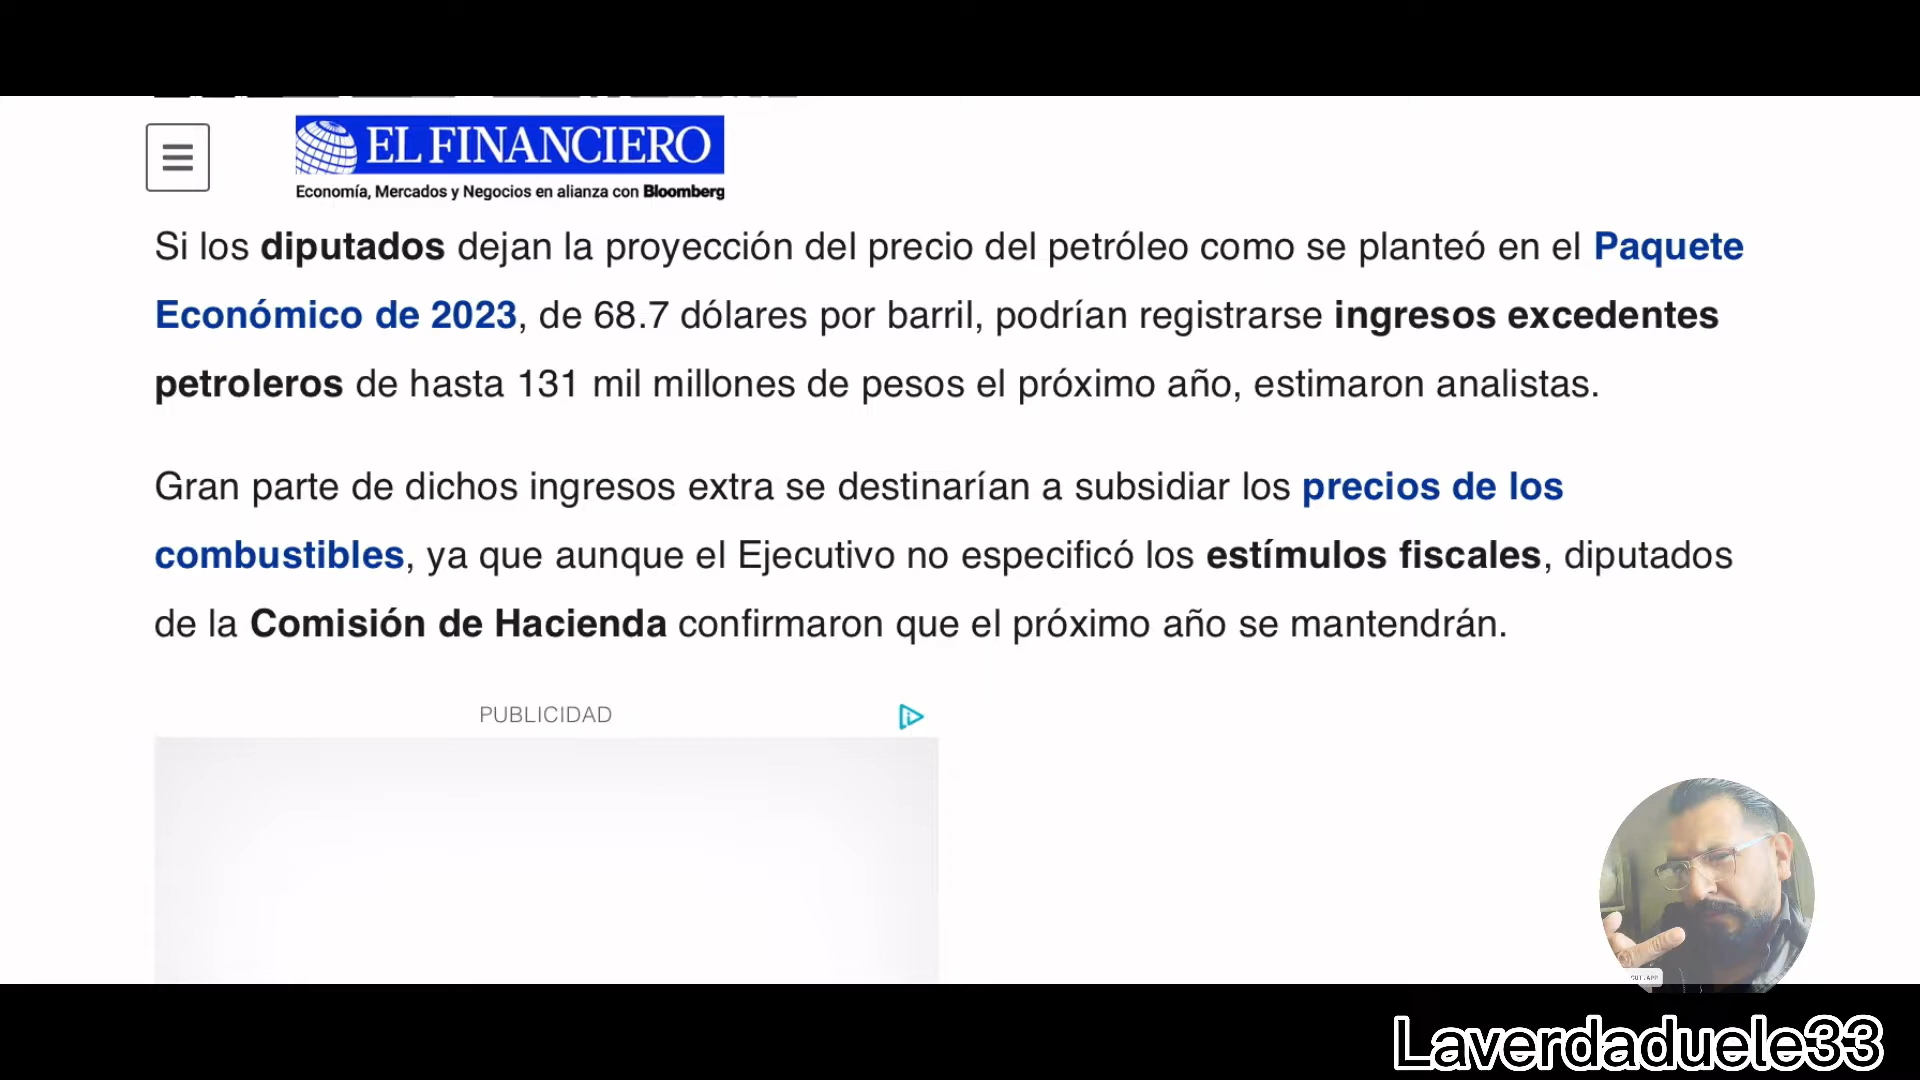 EL FINANCIERO
Economía, Mercados y Negocios en alianza con Bloomberg
Si los diputados dejan la proyección del precio del petróleo como se planteó en el Paquete
Económico de 2023, de 68.7 dólares por barril, podrían registrarse ingresos excedentes
petroleros de hasta 131 mil millones de pesos el próximo año, estimaron analistas.
Gran parte de dichos ingresos extra se destinarían a subsidiar los precios de los
combustibles, ya que aunque el Ejecutivo no especificó los estímulos fiscales, diputados
de la Comisión de Hacienda confirmaron que el próximo año se mantendrán.
PUBLICIDAD
Laverdaduele33